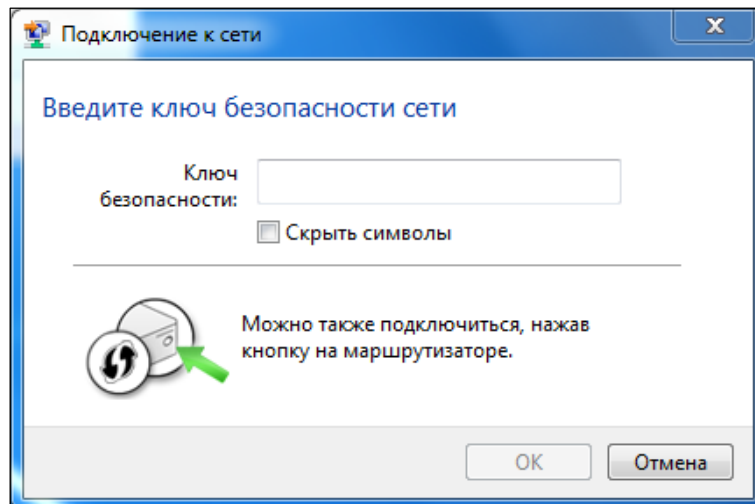 Подключение к сети
Введите ключ безопасности сети
Ключ
безопасности:
Скрыть символы
Можно также подключиться, нажав
кнопку на маршрутизаторе.
OK
Отмена